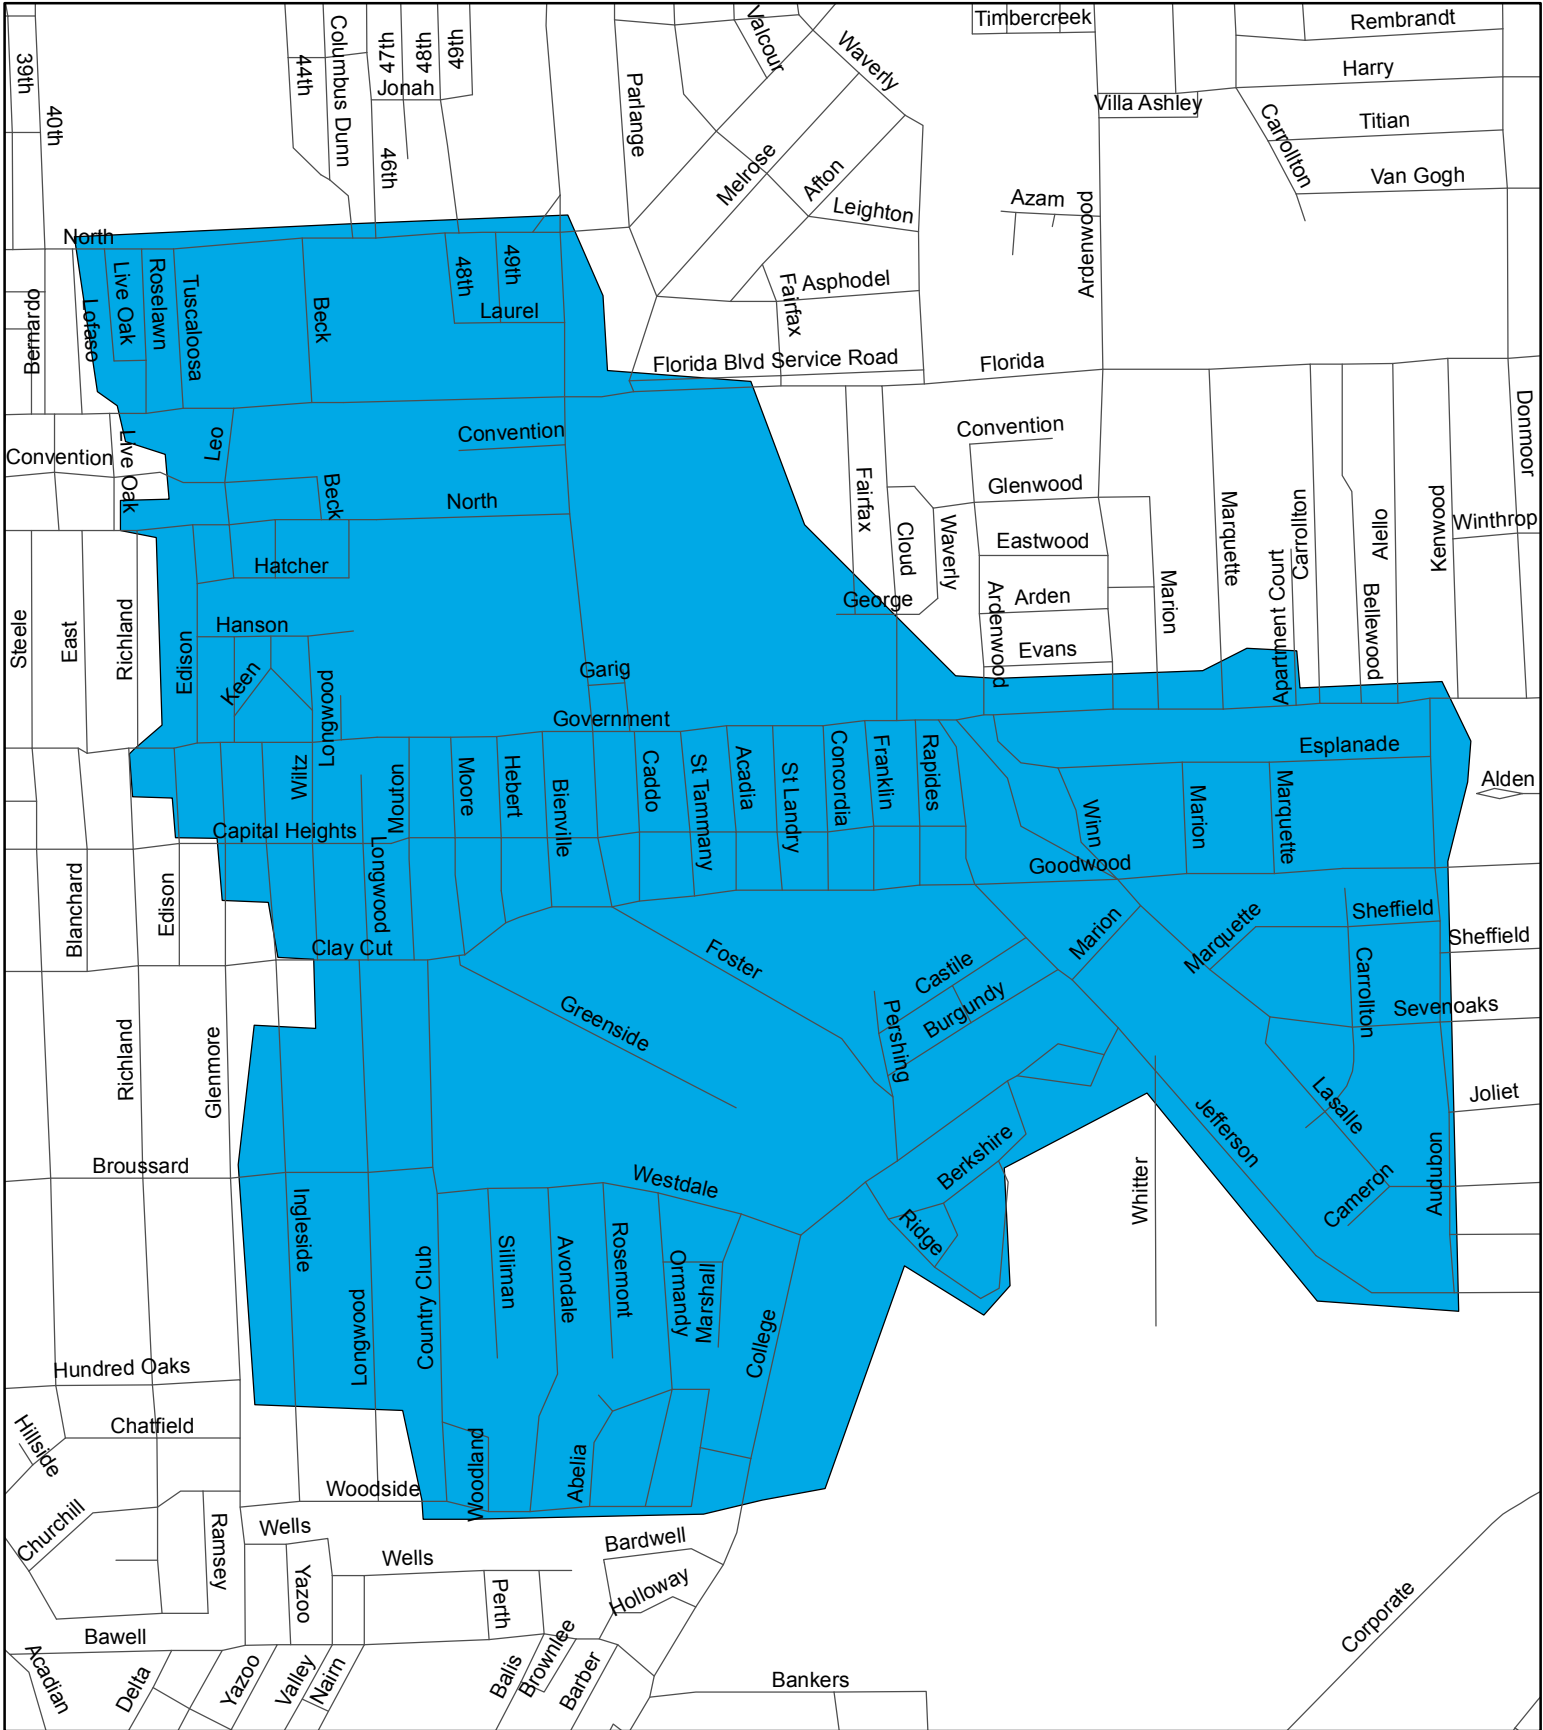 Timbercreek
Rembrandt
Valcour
Waverly
39th
44th
Columbus Dunn
47th
48th
49th
Jonah
Harry
40th
Parlange
Villa Ashley
Carrollton
Titian
46th
Melrose
Afton
Van Gogh
Leighton
Azam
Ardenwood
North
Live Oak
Roselawn
Tuscaloosa
48th
49th
Asphodel
Fairfax
Bernardo
Lofaso
Beck
Laurel
Florida Blvd Service Road
Florida
Donmoor
Convention
Live Oak
Leo
Convention
Convention
Beck
North
Fairfax
Glenwood
Marquette
Carrollton
Alello
Kenwood
Winthrop
Cloud
Waverly
Eastwood
Hatcher
George
Ardenwood
Arden
Marion
Apartment Court
Bellewood
Steele
East
Richland
Edison
Hanson
Keen
Longwood
Evans
Garig
Government
Esplanade
Wiltz
Mouton
Moore
Hebert
Bienville
Caddo
St Tammany
Acadia
St Landry
Concordia
Franklin
Rapides
Winn
Marion
Marquette
Alden
Capital Heights
Longwood
Goodwood
Blanchard
Edison
Clay Cut
Foster
Marion
Marquette
Sheffield
Sheffield
Castile
Burgundy
Carrollton
Sevenoaks
Greenside
Pershing
Richland
Glenmore
Lasalle
Joliet
Jefferson
Berkshire
Broussard
Westdale
Whitter
Cameron
Audubon
Ingleside
Ridge
Silliman
Avondale
Rosemont
Ormandy
Marshall
Country Club
Longwood
College
Hundred Oaks
Chatfield
Hillside
Woodland
Abelia
Woodside
Churchill
Ramsey
Wells
Wells
Yazoo
Perth
Bardwell
Holloway
Corporate
Bawell
Acadian
Delta
Yazoo
Valley
Nairn
Balis
Brownlee
Barber
Bankers